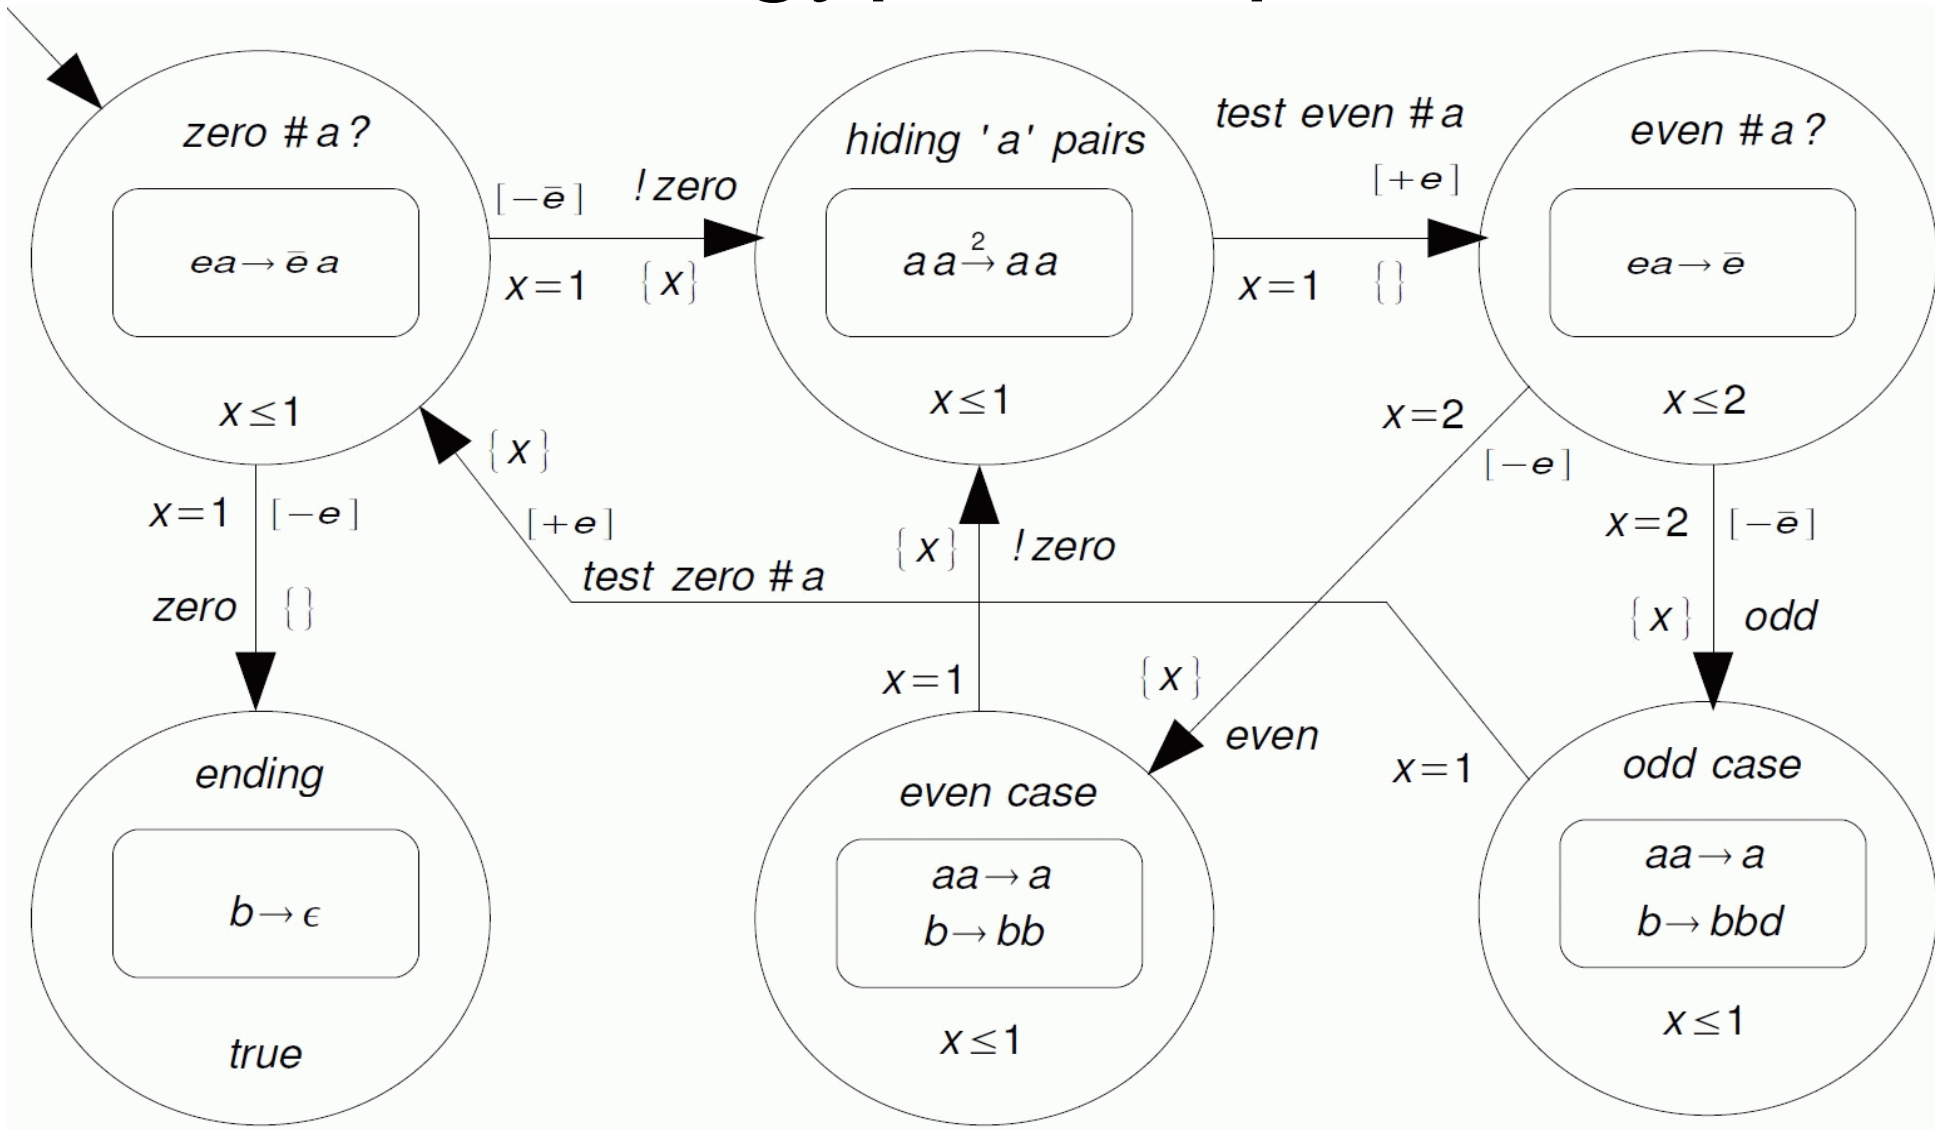 zero # a ?
ea → ē a
x ≤ 1
[−ē]
! zero
x = 1
{x}
hiding 'a' pairs
aa →² aa
x ≤ 1
test even # a
[+e]
x = 1
{}
even # a ?
ea → ē
x ≤ 2
x = 1
[−e]
zero
{}
{x}
[+e]
test zero # a
x = 1
{x}
! zero
x = 1
x = 2
[−e]
{x}
even
x = 2
[−ē]
{x}
odd
ending
b → ϵ
true
even case
aa → a
b → bb
x ≤ 1
odd case
aa → a
b → bbd
x ≤ 1